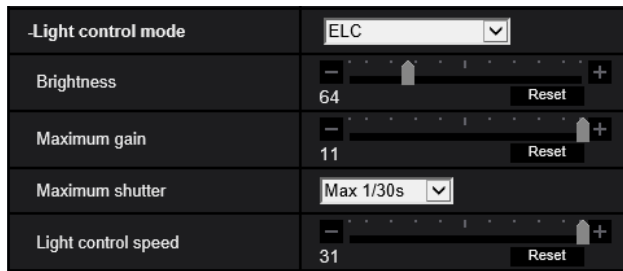 -Light control mode ELC
Brightness
64 Reset
Maximum gain
11 Reset
Maximum shutter Max 1/30s
Light control speed
31 Reset